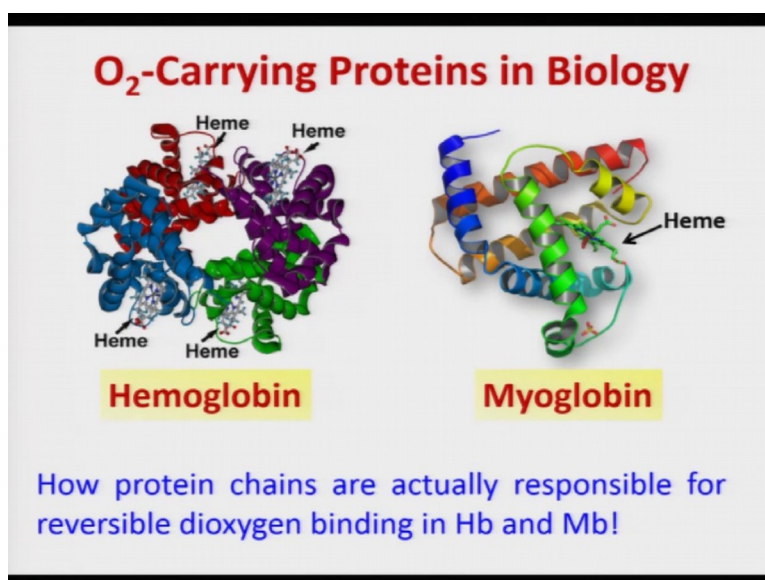 O₂-Carrying Proteins in Biology
Heme
Heme
Heme
Heme
Heme
Hemoglobin
Myoglobin
How protein chains are actually responsible for
reversible dioxygen binding in Hb and Mb!